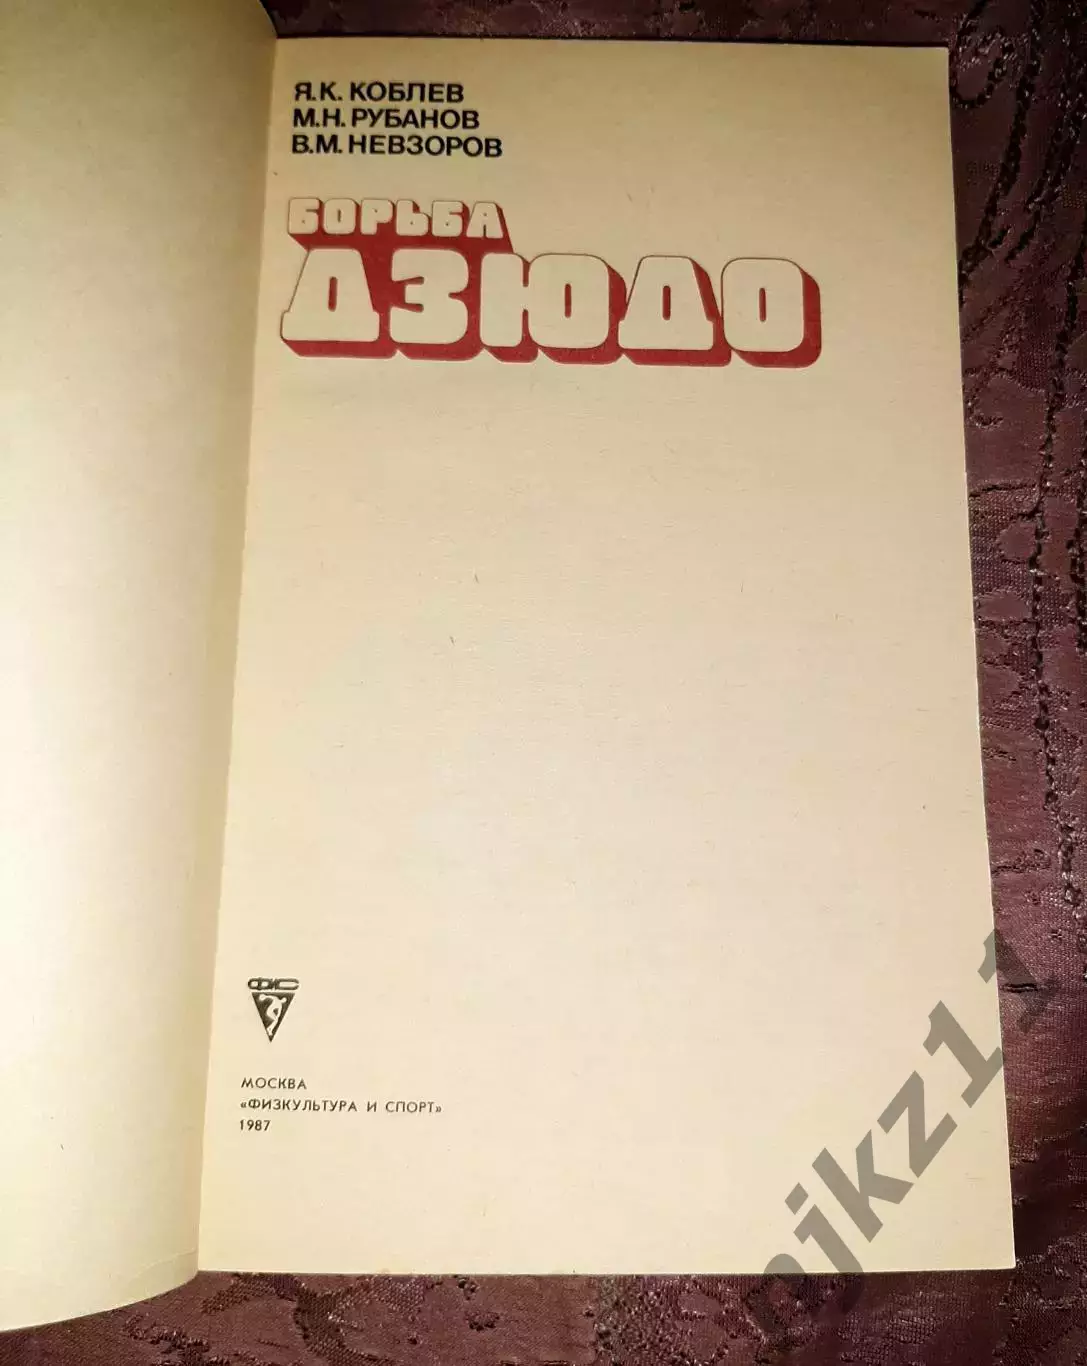 Я.К. КОБЛЕВ
М.Н. РУБАНОВ
В.М. НЕВЗОРОВ
БОРЬБА
ДЗЮДО
ФИС
МОСКВА
«ФИЗКУЛЬТУРА И СПОРТ»
1987